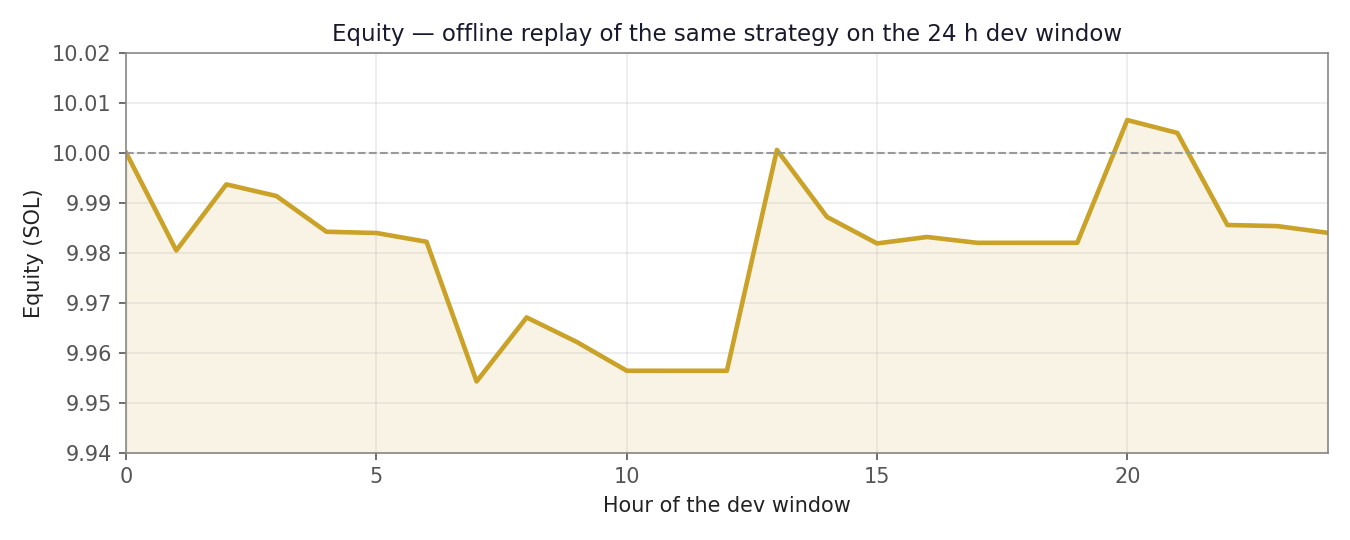 Equity — offline replay of the same strategy on the 24 h dev window
Equity (SOL)
10.02
10.01
10.00
9.99
9.98
9.97
9.96
9.95
9.94
0 5 10 15 20
Hour of the dev window